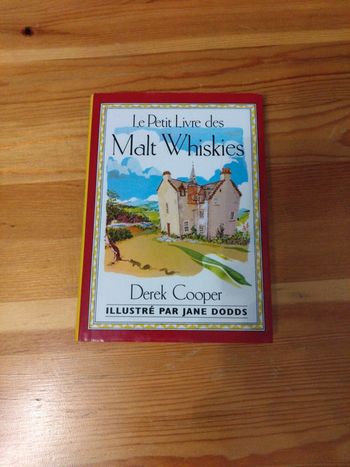 Le Petit Livre des
Malt Whiskies
Derek Cooper
ILLUSTRÉ PAR JANE DODDS